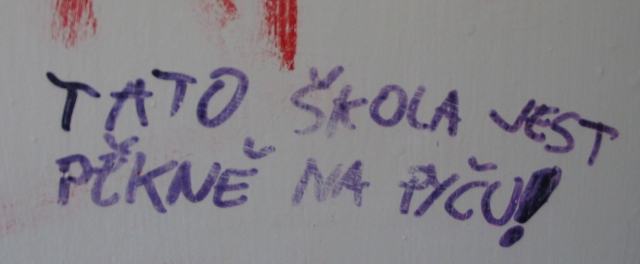 TATO ŠKOLA JEST
PĚKNĚ NA PYČU!